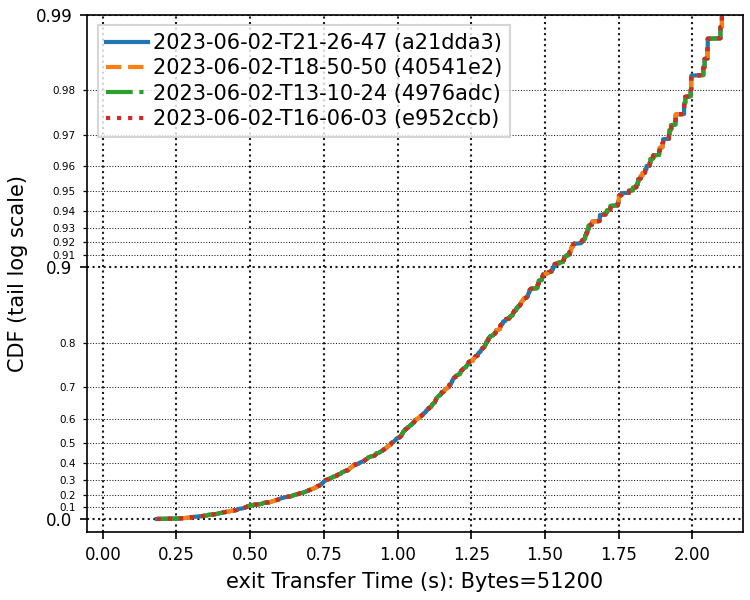 0.99
2023-06-02-T21-26-47 (a21dda3)
2023-06-02-T18-50-50 (40541e2)
2023-06-02-T13-10-24 (4976adc)
2023-06-02-T16-06-03 (e952ccb)
0.98
0.97
0.96
0.95
0.94
0.93
0.92
0.91
0.9
0.8
0.7
0.6
0.5
0.4
0.3
0.2
0.1
0.0
CDF (tail log scale)
0.00 0.25 0.50 0.75 1.00 1.25 1.50 1.75 2.00
exit Transfer Time (s): Bytes=51200